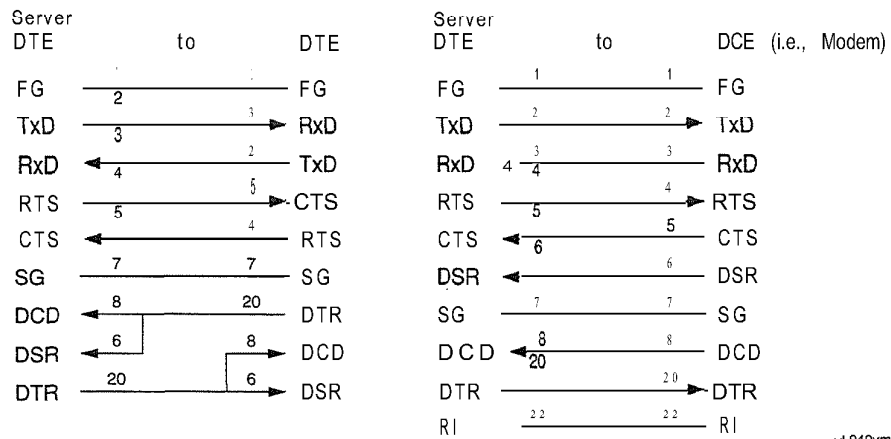 Server
DTE to DTE
FG 1 FG
2
TxD 3 RxD
3
RxD 2 TxD
4
RTS 5 CTS
5
CTS 4 RTS
SG 7 7 SG
DCD 8 20 DTR
DSR 6 8 DCD
DTR 20 6 DSR
Server
DTE to DCE (i.e., Modem)
FG 1 1 FG
TxD 2 2 TxD
RxD 4 3 3 RxD
4
RTS 4 RTS
5
CTS 5 CTS
6
DSR 6 DSR
SG 7 7 SG
DCD 8 8 DCD
20
DTR 20 DTR
RI 22 22 RI